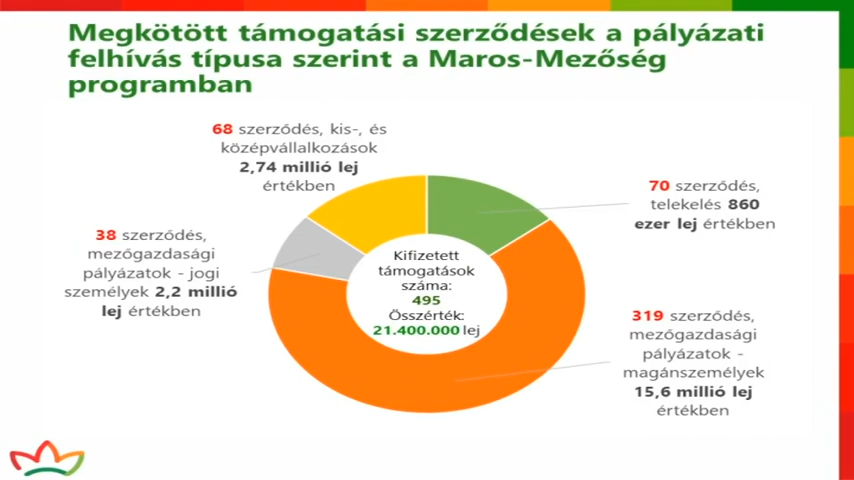 Megkötött támogatási szerződések a pályázati
felhívás típusa szerint a Maros-Mezőség
programban
68 szerződés, kis-, és
középvállalkozások
2,74 millió lej
értékben
70 szerződés,
telekelés 860
ezer lej értékben
38 szerződés,
mezőgazdasági
pályázatok - jogi
személyek 2,2 millió
lej értékben
Kifizetett
támogatások
száma:
495
Összérték:
21.400.000 lej
319 szerződés,
mezőgazdasági
pályázatok -
magánszemélyek
15,6 millió lej
értékben